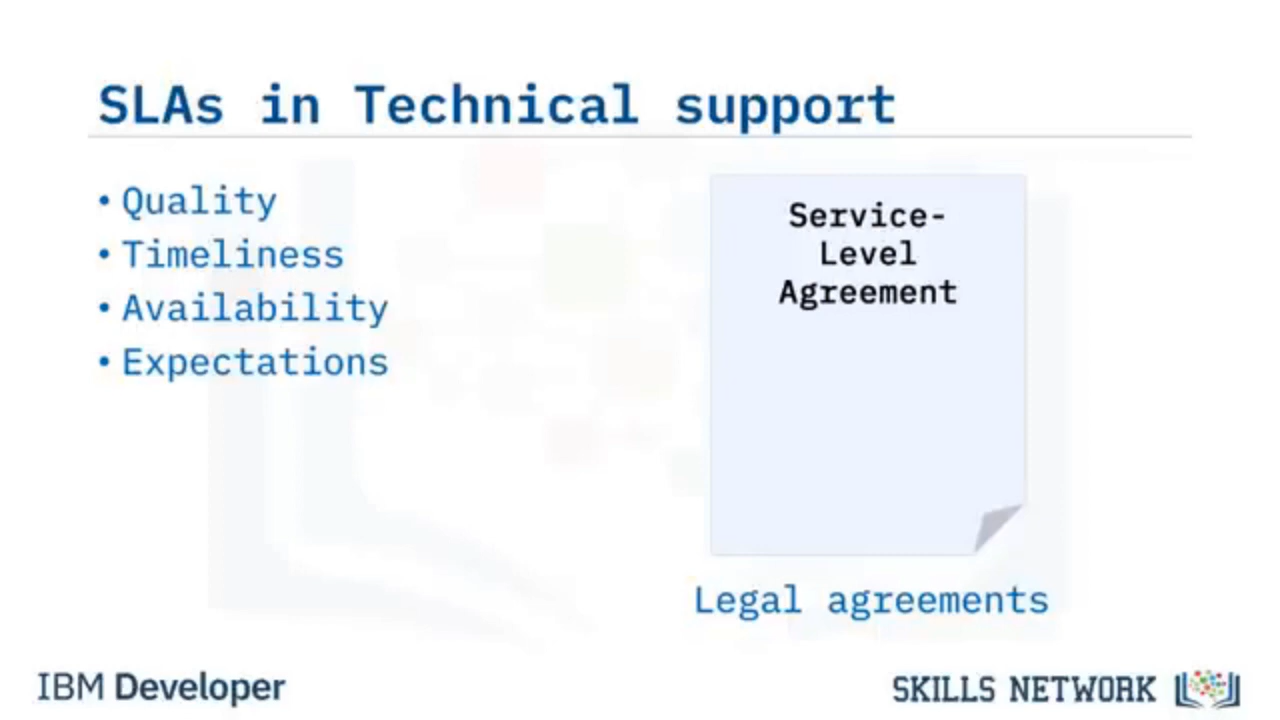 SLAs in Technical support
• Quality
• Timeliness
• Availability
• Expectations
Service-
Level
Agreement
Legal agreements
IBM Developer
SKILLS NETWORK